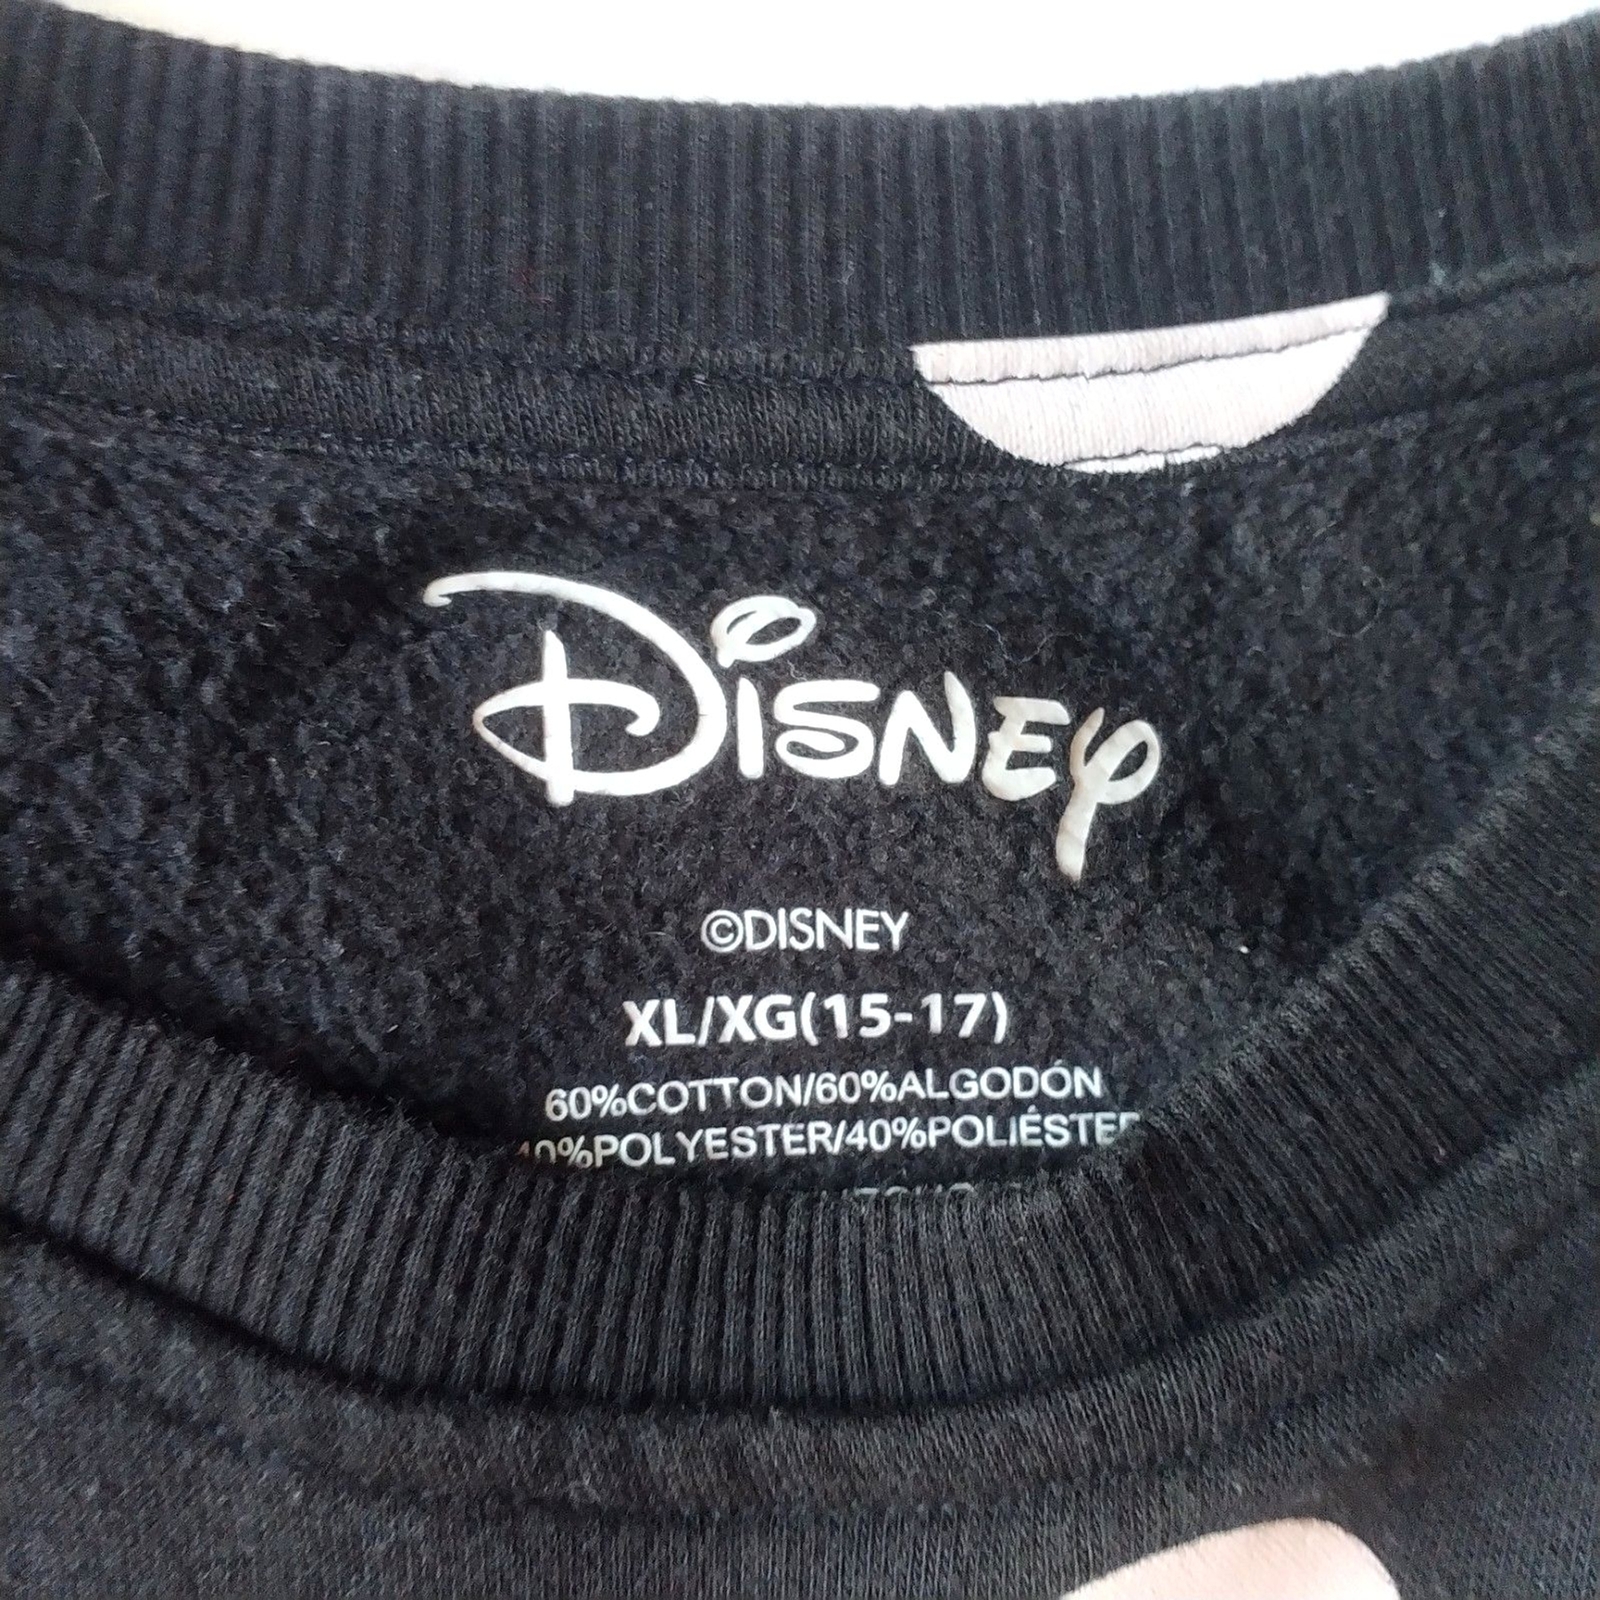 Disney
©DISNEY
XL/XG(15-17)
60%COTTON/60%ALGODÓN
40%POLYESTER/40%POLIÉSTER